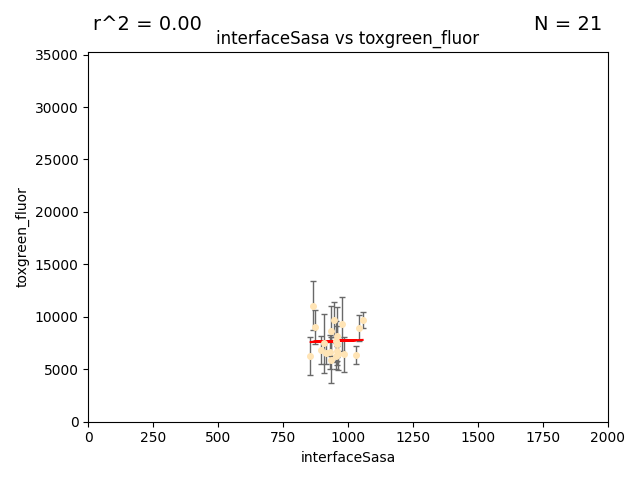 r^2 = 0.00
N = 21
interfaceSasa vs toxgreen_fluor
35000
30000
25000
20000
15000
10000
5000
0
toxgreen_fluor
0 250 500 750 1000 1250 1500 1750 2000
interfaceSasa